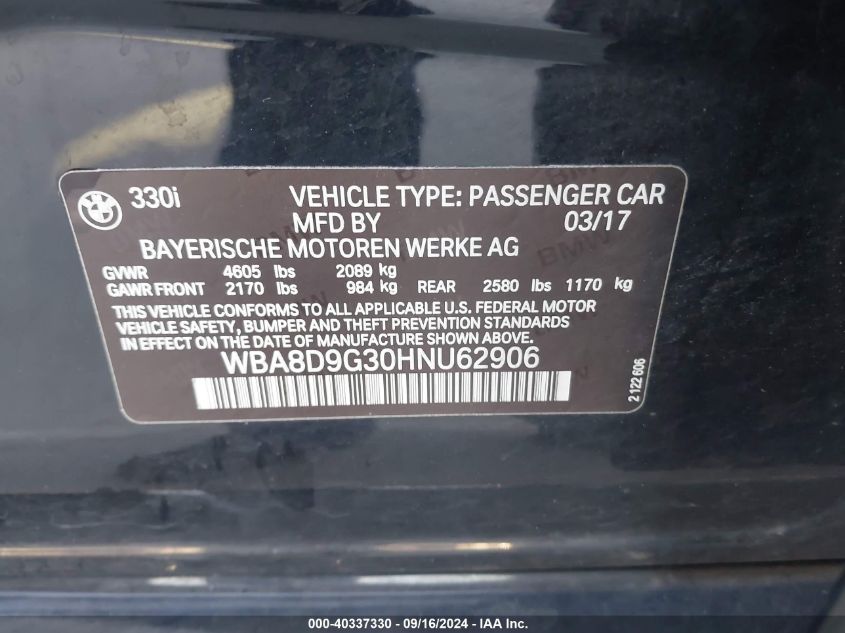 330i VEHICLE TYPE: PASSENGER CAR
MFD BY 03/17
BAYERISCHE MOTOREN WERKE AG
GVWR 4605 lbs 2089 kg
GAWR FRONT 2170 lbs 984 kg REAR 2580 lbs 1170 kg
THIS VEHICLE CONFORMS TO ALL APPLICABLE U.S. FEDERAL MOTOR
VEHICLE SAFETY, BUMPER AND THEFT PREVENTION STANDARDS
IN EFFECT ON THE DATE OF MANUFACTURE SHOWN ABOVE.
WBA8D9G30HNU62906
2 122 606
000-40337330 - 09/16/2024 - IAA Inc.